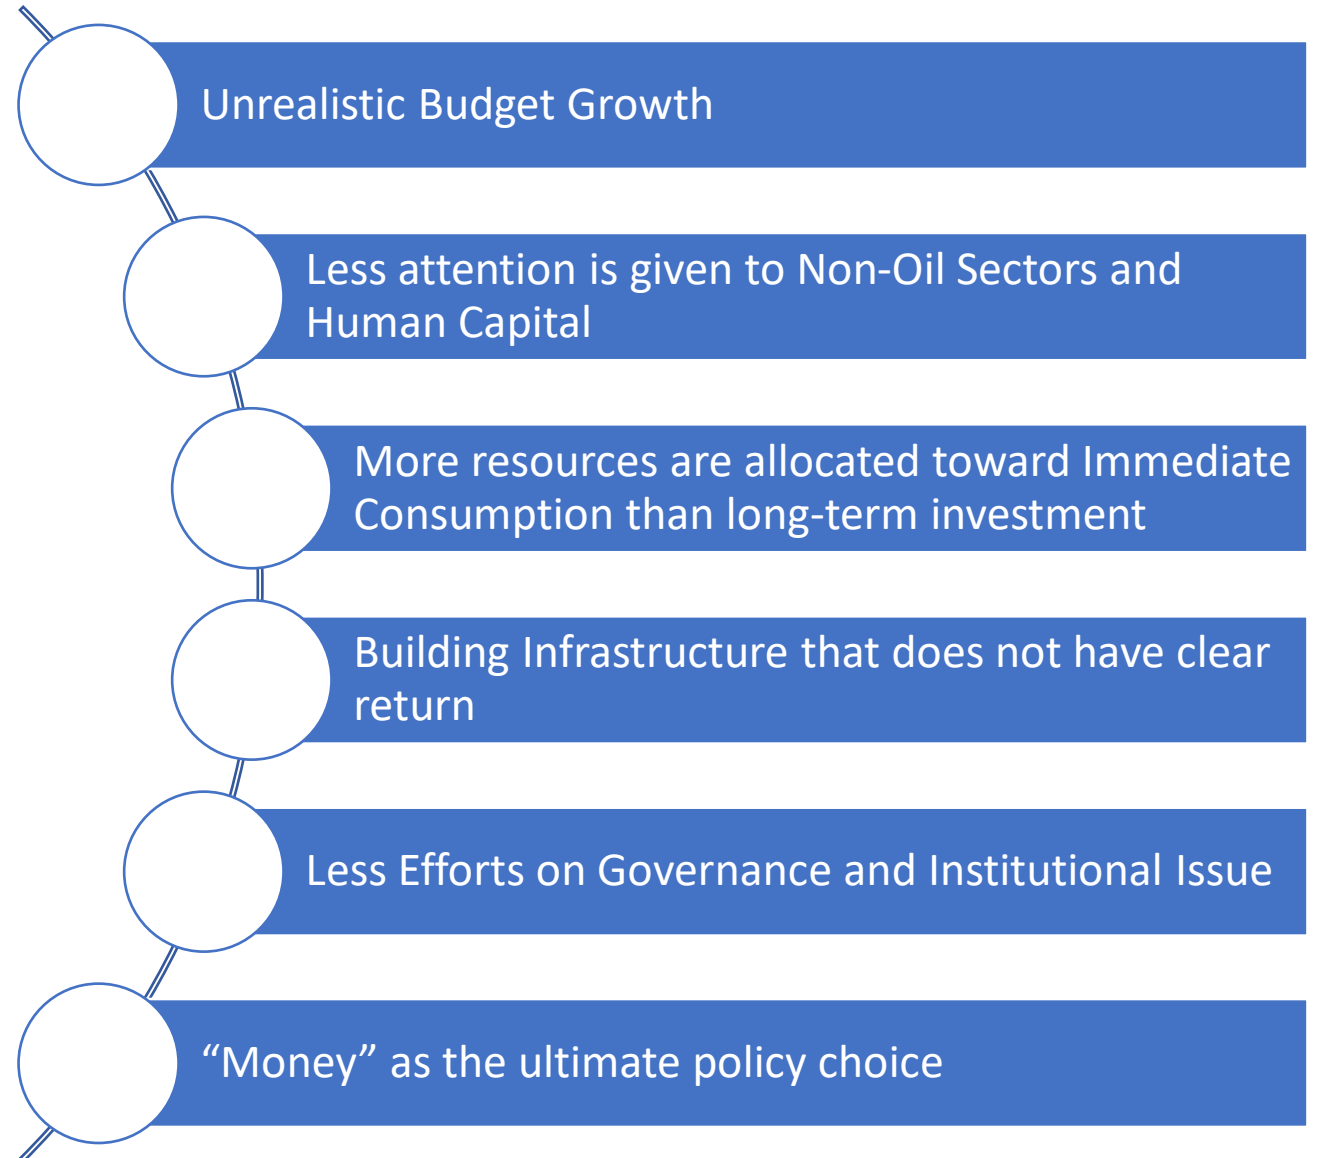 Unrealistic Budget Growth
Less attention is given to Non-Oil Sectors and
Human Capital
More resources are allocated toward Immediate
Consumption than long-term investment
Building Infrastructure that does not have clear
return
Less Efforts on Governance and Institutional Issue
“Money” as the ultimate policy choice